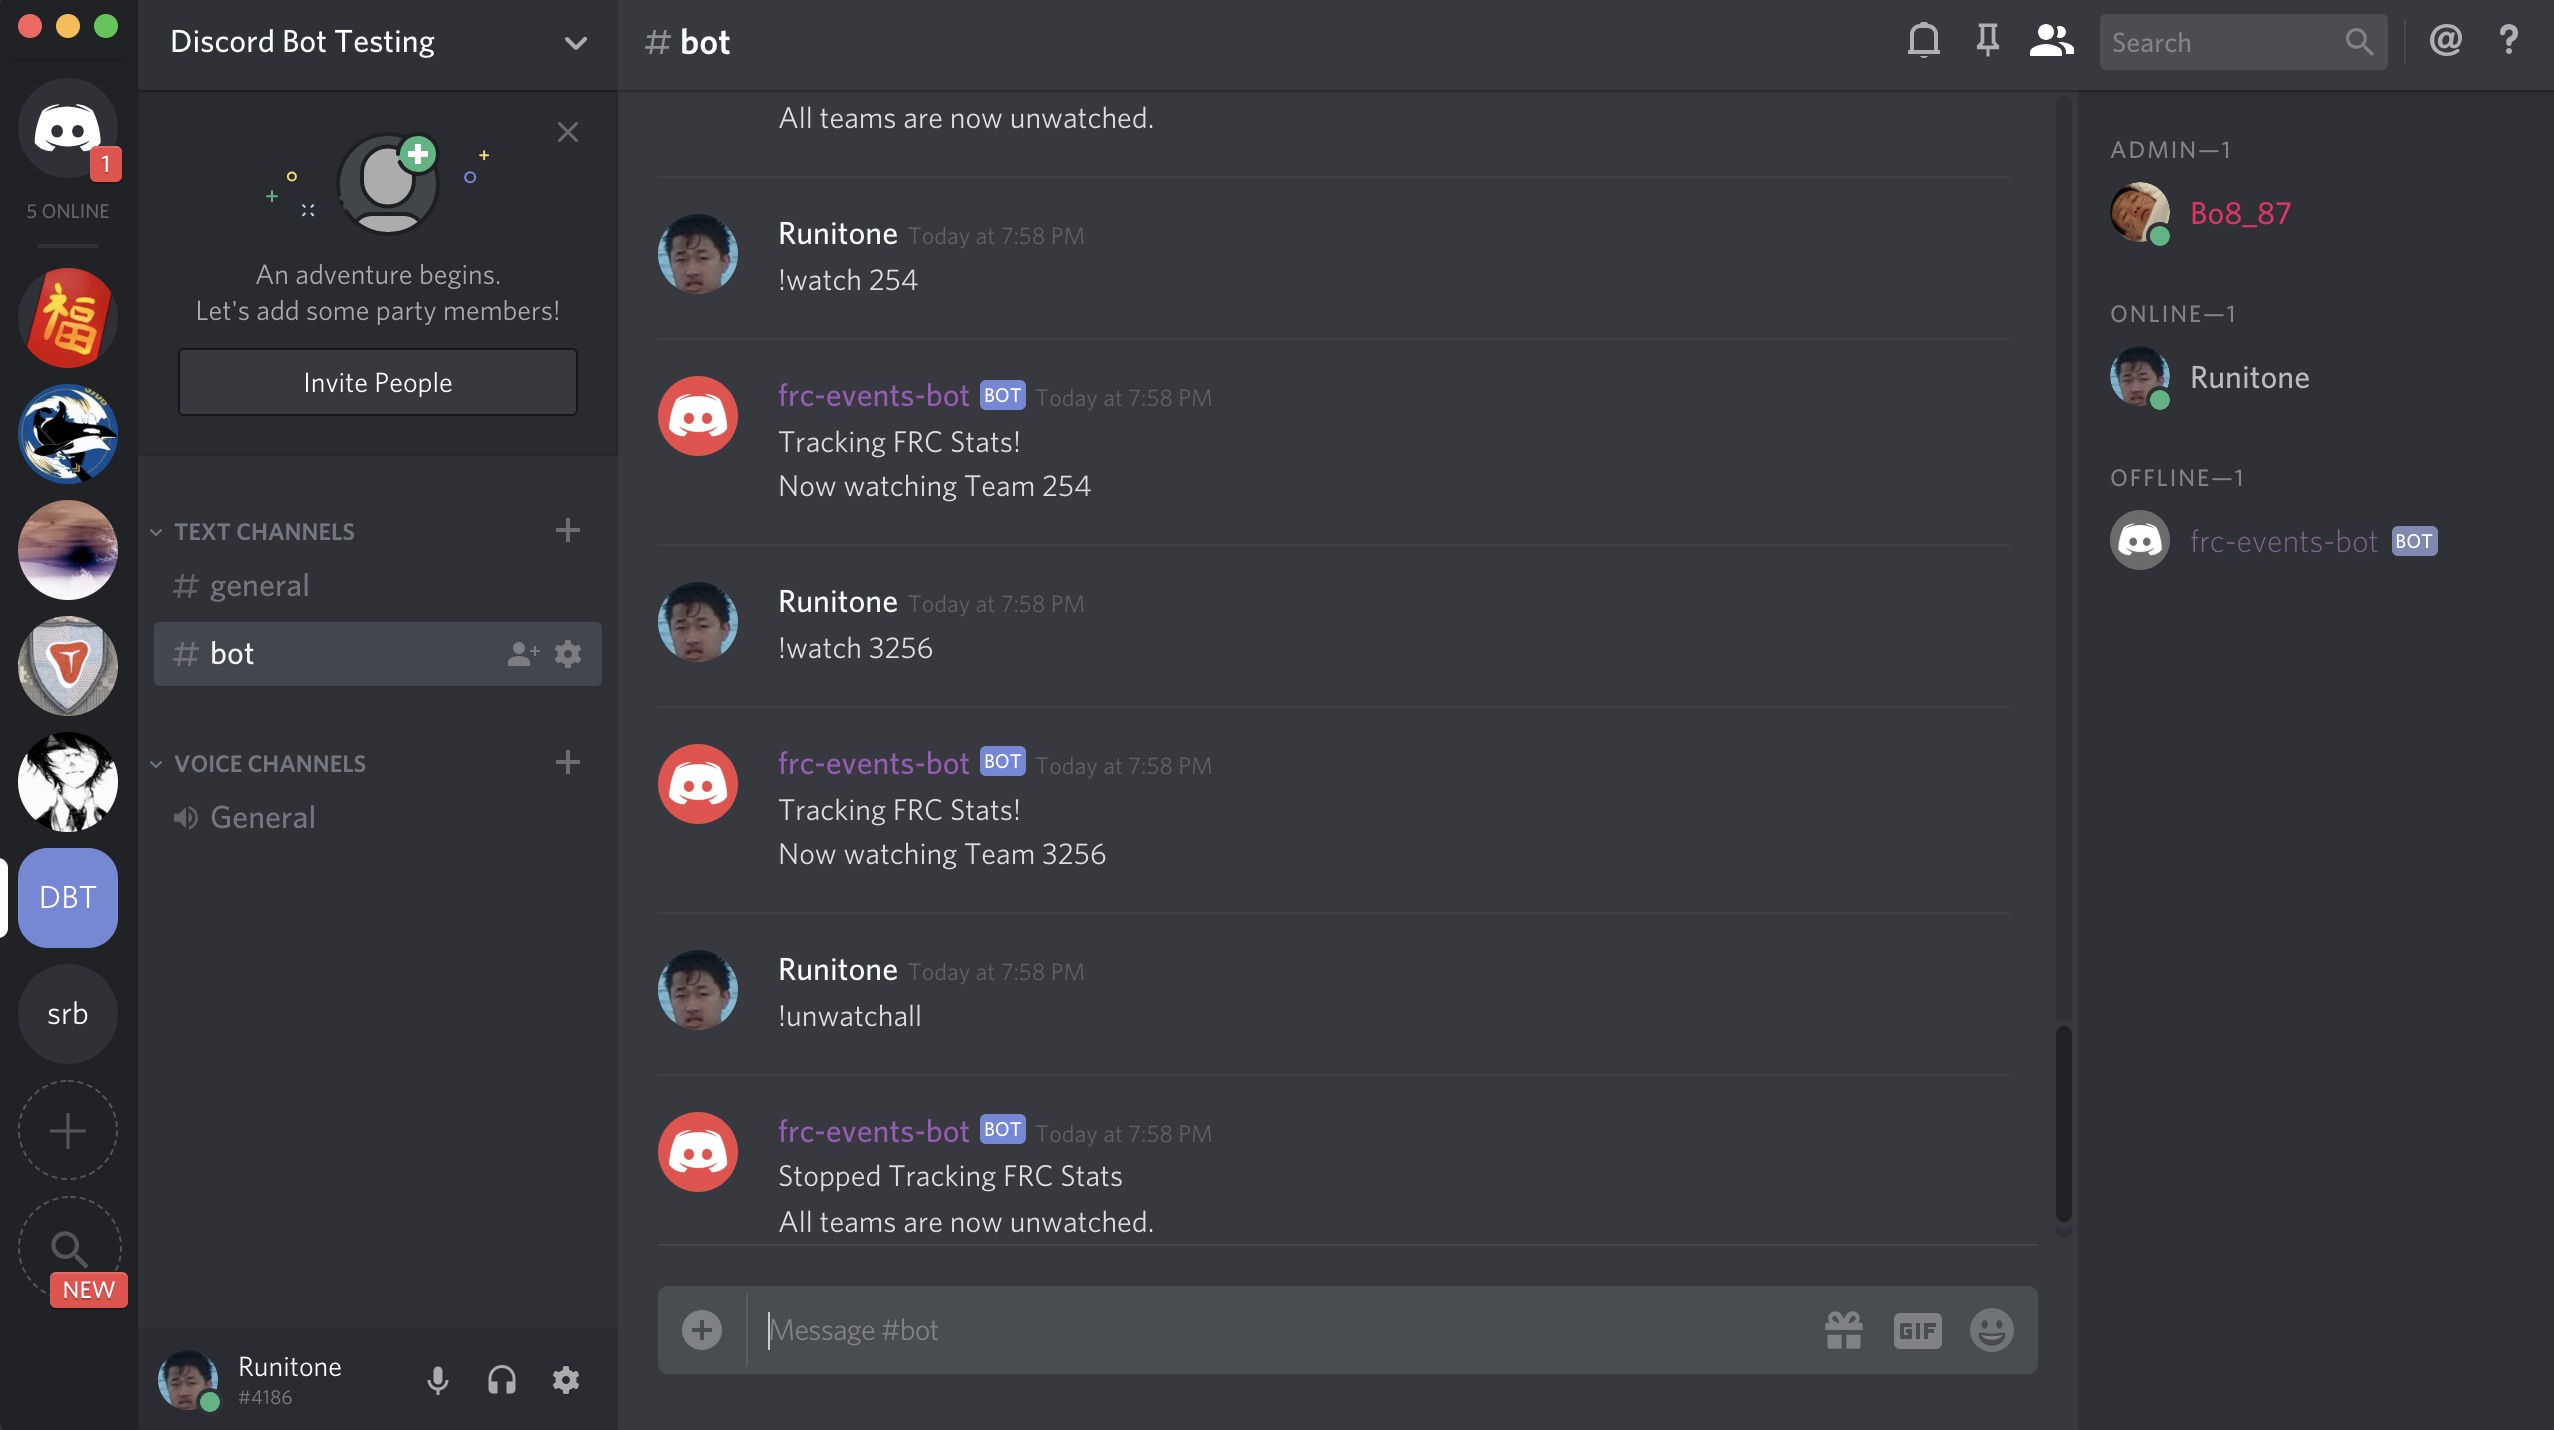 Discord Bot Testing
1
5 ONLINE
福
DBT
srb
NEW
An adventure begins.
Let's add some party members!
Invite People
TEXT CHANNELS
# general
# bot
VOICE CHANNELS
General
Runitone
#4186
# bot
Search
@ ?
All teams are now unwatched.
Runitone Today at 7:58 PM
!watch 254
frc-events-bot BOT Today at 7:58 PM
Tracking FRC Stats!
Now watching Team 254
Runitone Today at 7:58 PM
!watch 3256
frc-events-bot BOT Today at 7:58 PM
Tracking FRC Stats!
Now watching Team 3256
Runitone Today at 7:58 PM
!unwatchall
frc-events-bot BOT Today at 7:58 PM
Stopped Tracking FRC Stats
All teams are now unwatched.
Message #bot
GIF
ADMIN—1
Bo8_87
ONLINE—1
Runitone
OFFLINE—1
frc-events-bot BOT